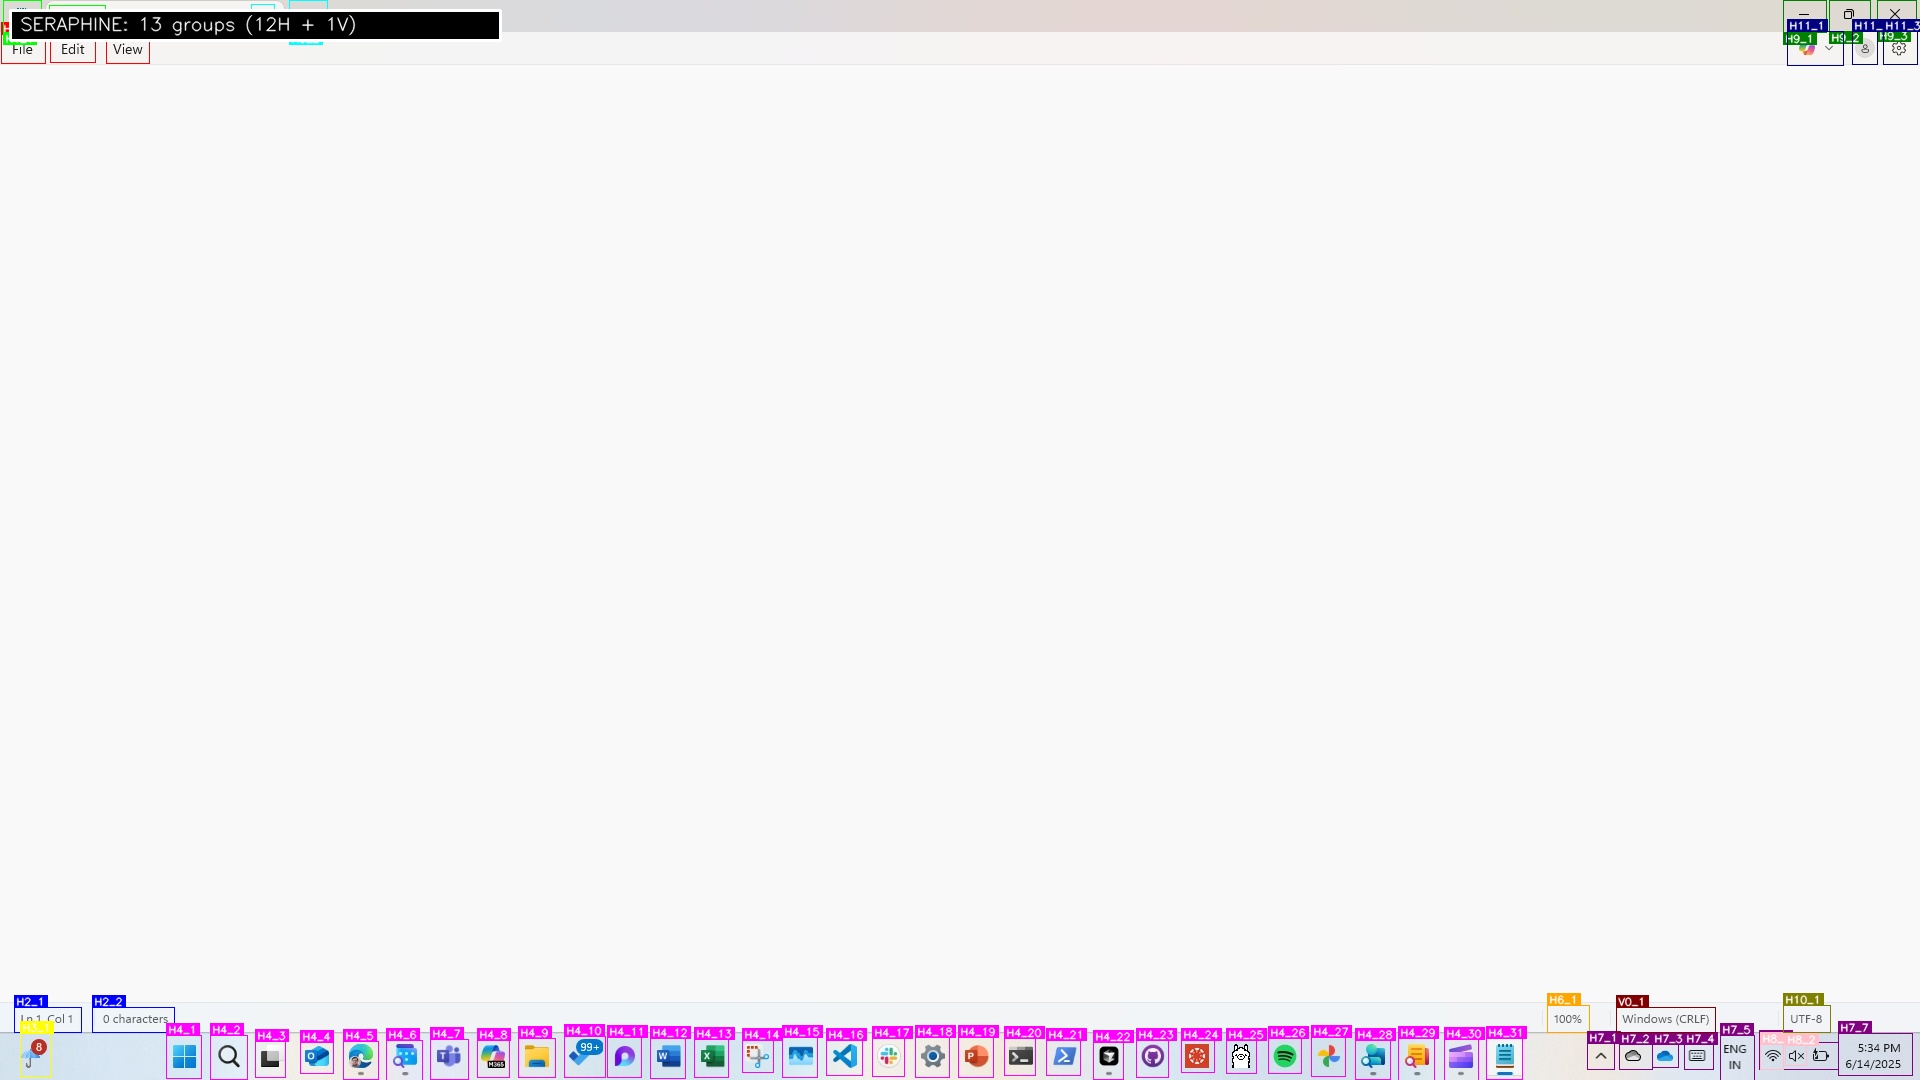 SERAPHINE: 13 groups (12H + 1V)
File Edit View
H11_1 H11_ H11_3
H9_1 H9_2 H9_3
H2_1 H2_2 H6_1 V0_1 H10_1
Ln 1, Col 1 0 characters 100% Windows (CRLF) UTF-8
H4_1 H4_2 H4_3 H4_4 H4_5 H4_6 H4_7 H4_8 H4_9 H4_10 H4_11 H4_12 H4_13 H4_14 H4_15 H4_16 H4_17 H4_18 H4_19 H4_20 H4_21 H4_22 H4_23 H4_24 H4_25 H4_26 H4_27 H4_28 H4_29 H4_30 H4_31 H7_1 H7_2 H7_3 H7_4 H7_5 H8_ H8_2 H7_7
8 99+ M365 ENG 5:34 PM
IN 6/14/2025